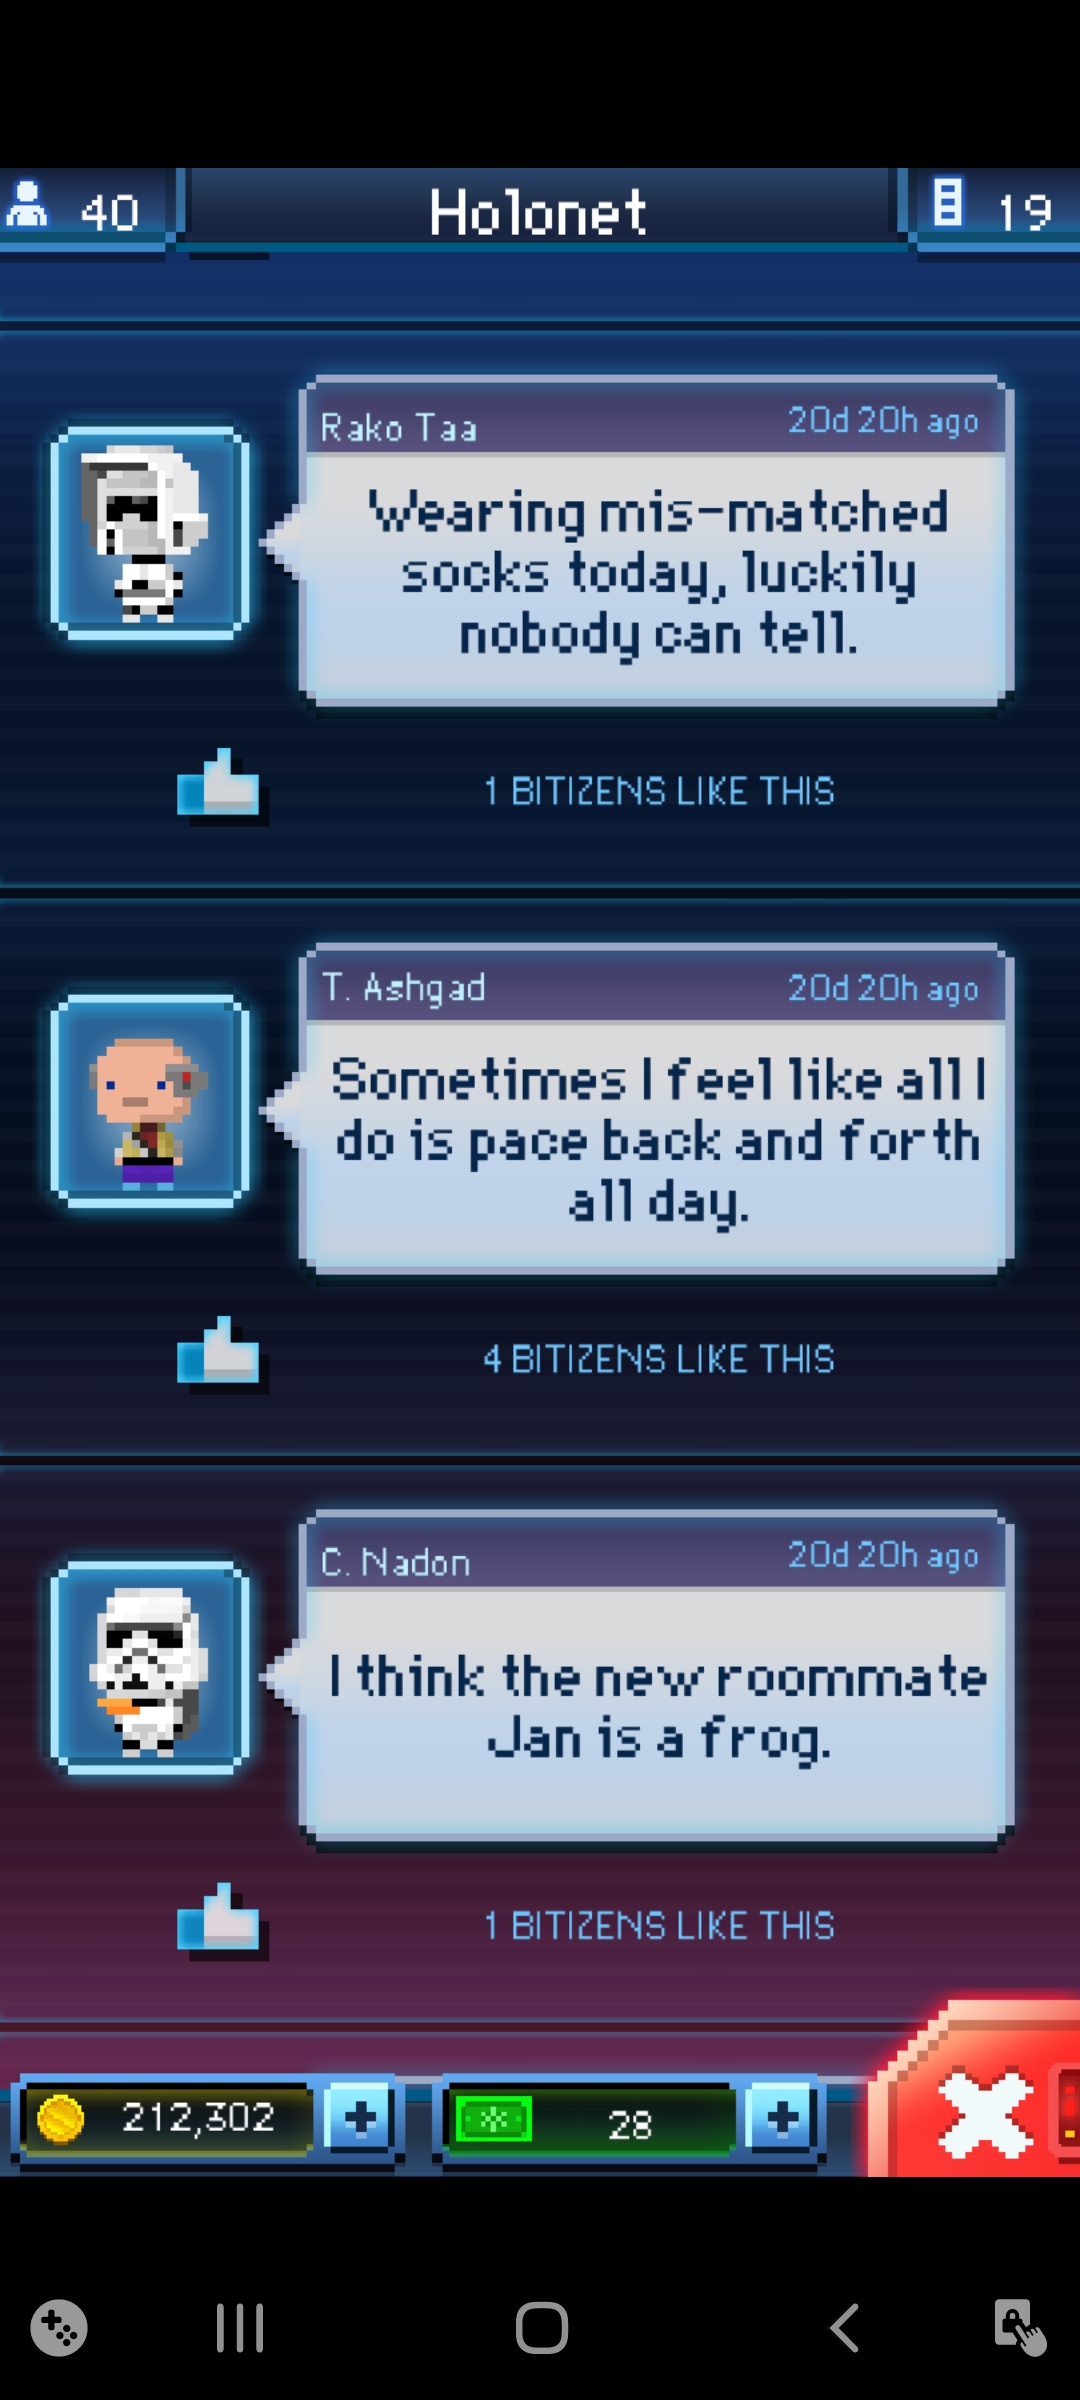 40
Holonet
19
Rako Taa
20d 20h ago
Wearing mis-matched
socks today, luckily
nobody can tell.
1 BITIZENS LIKE THIS
T. Ashgad
20d 20h ago
Sometimes I feel like all I
do is pace back and forth
all day.
4 BITIZENS LIKE THIS
C. Nadon
20d 20h ago
I think the new roommate
Jan is a frog.
1 BITIZENS LIKE THIS
212,302
28